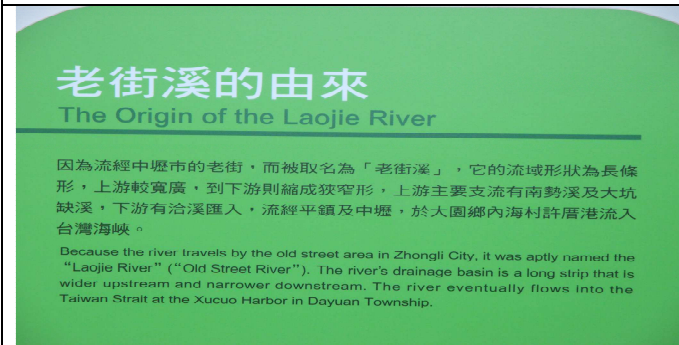 老街溪的由來
The Origin of the Laojie River
因為流經中壢市的老街，而被取名為「老街溪」，它的流域形狀為長條
形，上游較寬廣，到下游則縮成狹窄形，上游主要支流有南勢溪及大坑
缺溪，下游有洽溪匯入，流經平鎮及中壢，於大園鄉內海村許厝港流入
台灣海峽。
Because the river travels by the old street area in Zhongli City, it was aptly named the
“Laojie River” (“Old Street River”). The river’s drainage basin is a long strip that is
wider upstream and narrower downstream. The river eventually flows into the
Taiwan Strait at the Xucuo Harbor in Dayuan Township.